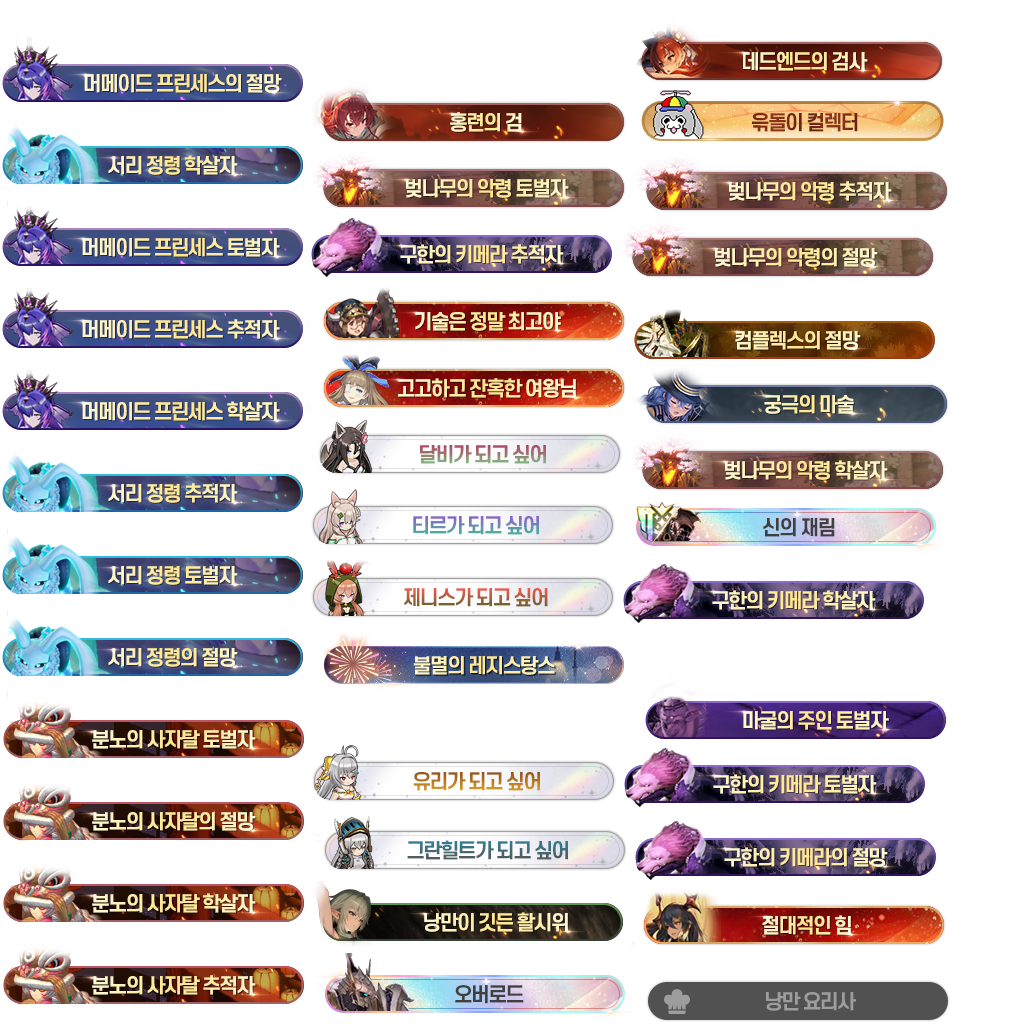 머메이드 프린세스의 절망
서리 정령 학살자
머메이드 프린세스 토벌자
머메이드 프린세스 추적자
머메이드 프린세스 학살자
서리 정령 추적자
서리 정령 토벌자
서리 정령의 절망
분노의 사자탈 토벌자
분노의 사자탈의 절망
분노의 사자탈 학살자
분노의 사자탈 추적자
홍련의 검
벚나무의 악령 토벌자
구한의 키메라 추적자
기술은 정말 최고야
고고하고 잔혹한 여왕님
달비가 되고 싶어
티르가 되고 싶어
제니스가 되고 싶어
불멸의 레지스탕스
유리가 되고 싶어
그란힐트가 되고 싶어
낭만이 깃든 활시위
오버로드
데드엔드의 검사
윾돌이 컬렉터
벚나무의 악령 추적자
벚나무의 악령의 절망
컴플렉스의 절망
궁극의 마술
벚나무의 악령 학살자
신의 재림
구한의 키메라 학살자
마굴의 주인 토벌자
구한의 키메라 토벌자
구한의 키메라의 절망
절대적인 힘
낭만 요리사